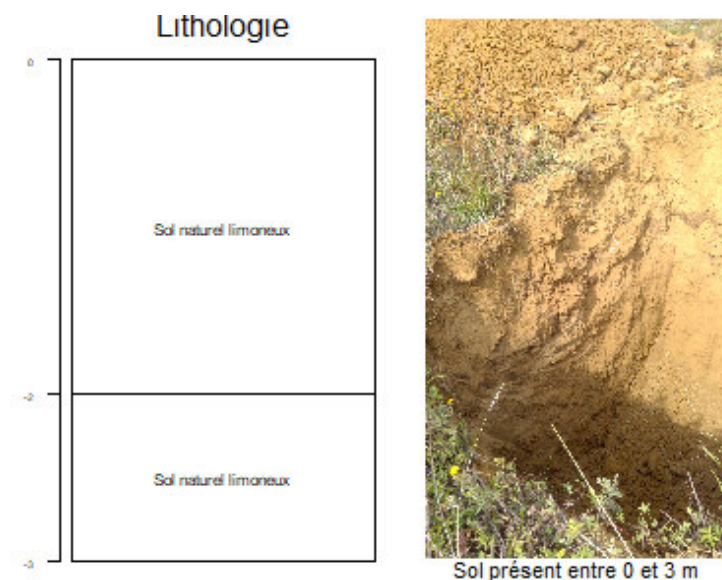 Lithologie
0
Sol naturel limoneux
-2
Sol naturel limoneux
-3
Sol présent entre 0 et 3 m